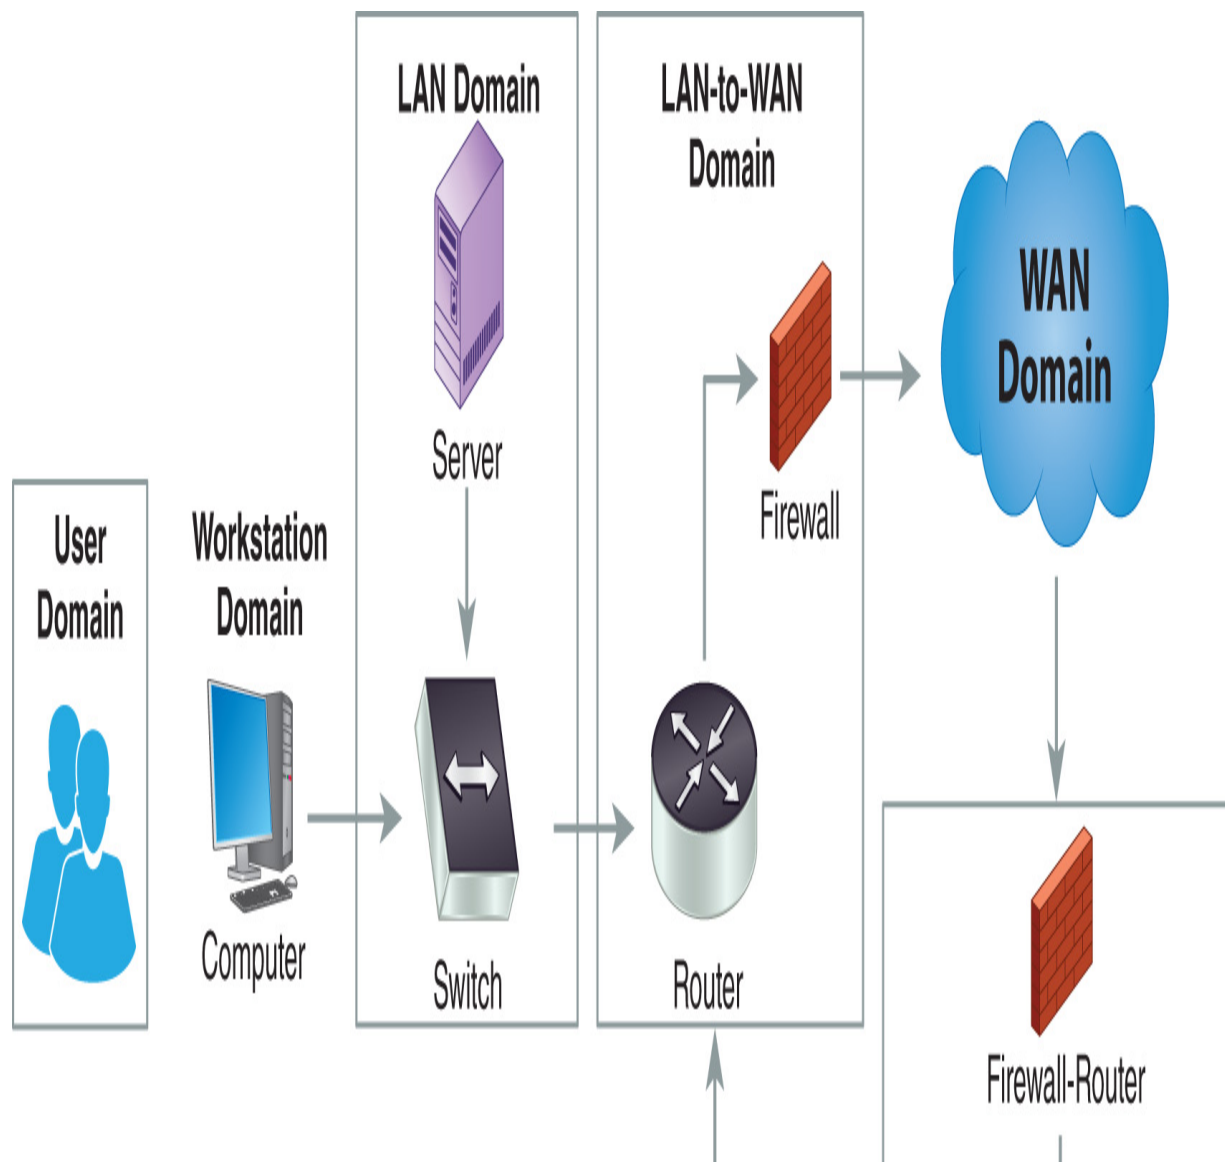 LAN Domain
LAN-to-WAN
Domain
WAN
Domain
Server
Firewall
User
Domain
Workstation
Domain
Computer
Switch
Router
Firewall-Router